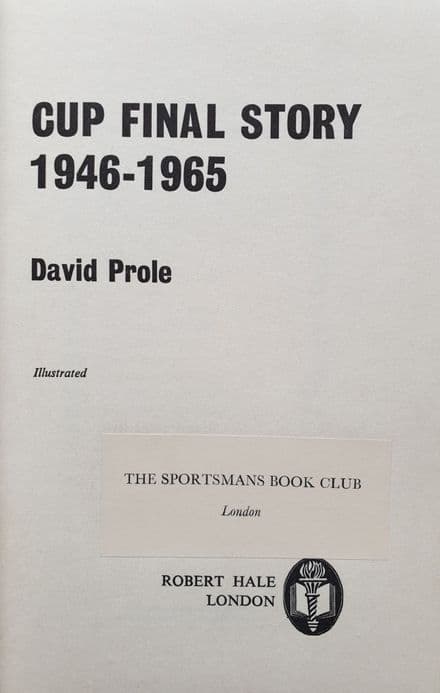 CUP FINAL STORY
1946-1965
David Prole
Illustrated
THE SPORTSMANS BOOK CLUB
London
ROBERT HALE
LONDON